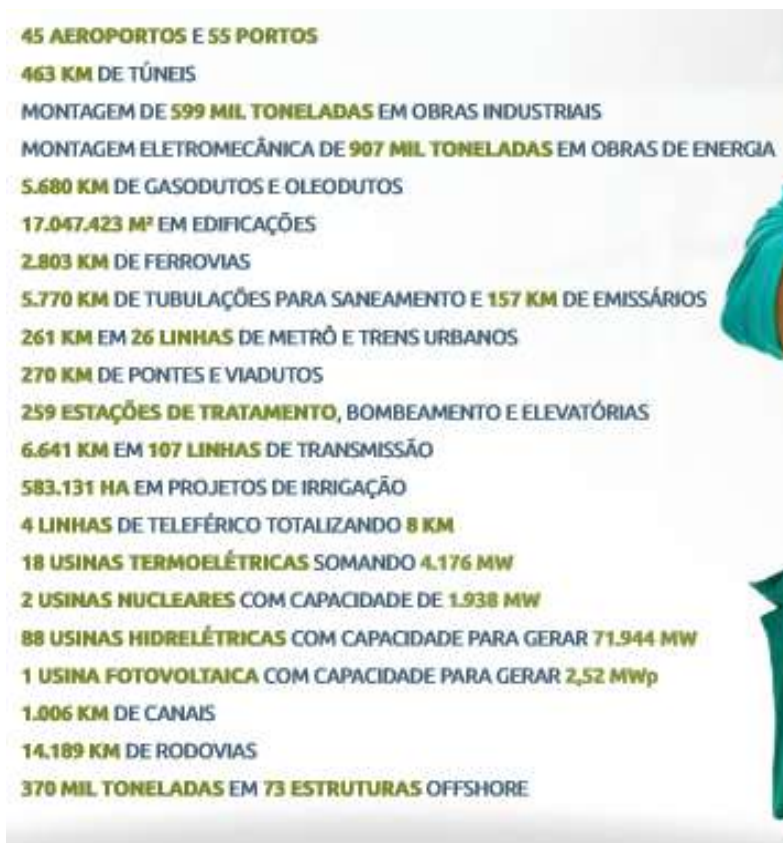 45 AEROPORTOS E 55 PORTOS
463 KM DE TÚNEIS
MONTAGEM DE 599 MIL TONELADAS EM OBRAS INDUSTRIAIS
MONTAGEM ELETROMECÂNICA DE 907 MIL TONELADAS EM OBRAS DE ENERGIA
5.680 KM DE GASODUTOS E OLEODUTOS
17.047.423 M² EM EDIFICAÇÕES
2.803 KM DE FERROVIAS
5.770 KM DE TUBULAÇÕES PARA SANEAMENTO E 157 KM DE EMISSÁRIOS
261 KM EM 26 LINHAS DE METRÔ E TRENS URBANOS
270 KM DE PONTES E VIADUTOS
259 ESTAÇÕES DE TRATAMENTO, BOMBEAMENTO E ELEVATÓRIAS
6.641 KM EM 107 LINHAS DE TRANSMISSÃO
583.131 HA EM PROJETOS DE IRRIGAÇÃO
4 LINHAS DE TELEFÉRICO TOTALIZANDO 8 KM
18 USINAS TERMOELÉTRICAS SOMANDO 4.176 MW
2 USINAS NUCLEARES COM CAPACIDADE DE 1.938 MW
88 USINAS HIDRELÉTRICAS COM CAPACIDADE PARA GERAR 71.944 MW
1 USINA FOTOVOLTAICA COM CAPACIDADE PARA GERAR 2,52 MWp
1.006 KM DE CANAIS
14.189 KM DE RODOVIAS
370 MIL TONELADAS EM 73 ESTRUTURAS OFFSHORE